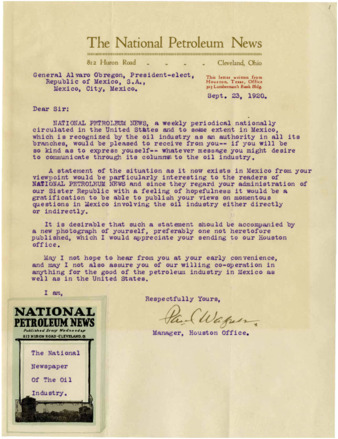 The National Petroleum News
812 Huron Road - - - - Cleveland, Ohio
General Alvaro Obregon, President-elect,
Republic of Mexico, S.A.,
Mexico, City, Mexico.
This letter written from
Houston, Texas, Office
Sept. 23, 1920.
Dear Sir:
NATIONAL PETROLEUM NEWS, a weekly periodical nationally
circulated in the United States and to some extent in Mexico,
which is recognized by the oil industry as an authority in all its
branches, would be pleased to receive from you-- if you will be
so kind as to express yourself-- whatever message you might desire
to communicate through its columns to the oil industry.
A statement of the situation as it now exists in Mexico from your
viewpoint would be particularly interesting to the readers of
NATIONAL PETROLEUM NEWS and since they regard your administration of
our Sister Republic with a feeling of hopefulness it would be a
gratification to be able to publish your views on momentous
questions in Mexico involving the oil industry either directly
or indirectly.
It is desirable that such a statement should be accompanied by
a new photograph of yourself, preferably one not heretofore
published, which I would appreciate your sending to our Houston
office.
May I not hope to hear from you at your early convenience,
and may I not also assure you of our willing co-operation in
anything for the good of the petroleum industry in Mexico as
well as in the United States.
I am,
Respectfully Yours,
Paul Wagner.
Manager, Houston Office.
NATIONAL
PETROLEUM NEWS
Published Every Wednesday
812 HURON ROAD-CLEVELAND-O
The National
Newspaper
Of The Oil
Industry.